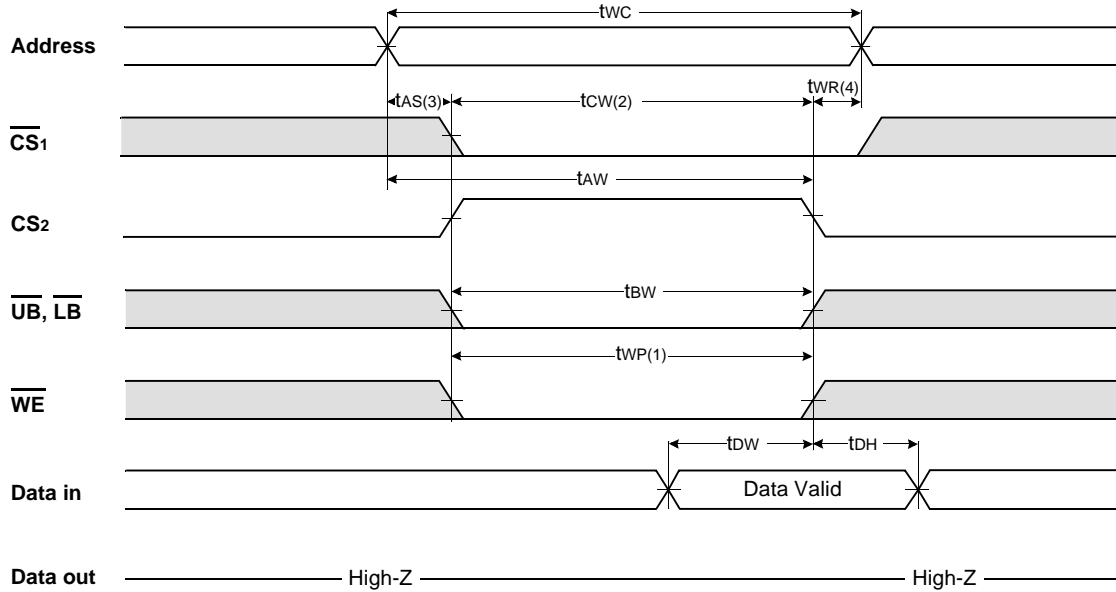 tWC
Address
tAS(3) tCW(2) tWR(4)
CS1
tAW
CS2
tBW
UB, LB
tWP(1)
WE
tDW tDH
Data in Data Valid
Data out High-Z High-Z